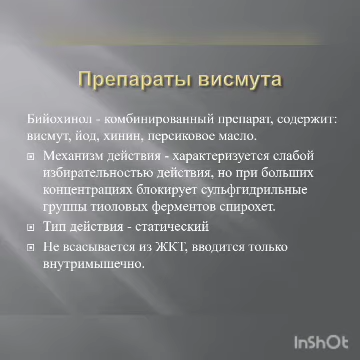 Препараты висмута
Бийохинол - комбинированный препарат, содержит:
висмут, йод, хинин, персиковое масло.
Механизм действия - характеризуется слабой
избирательностью действия, но при больших
концентрациях блокирует сульфгидрильные
группы тиоловых ферментов спирохет.
Тип действия - статический
Не всасывается из ЖКТ, вводится только
внутримышечно.
InShOt